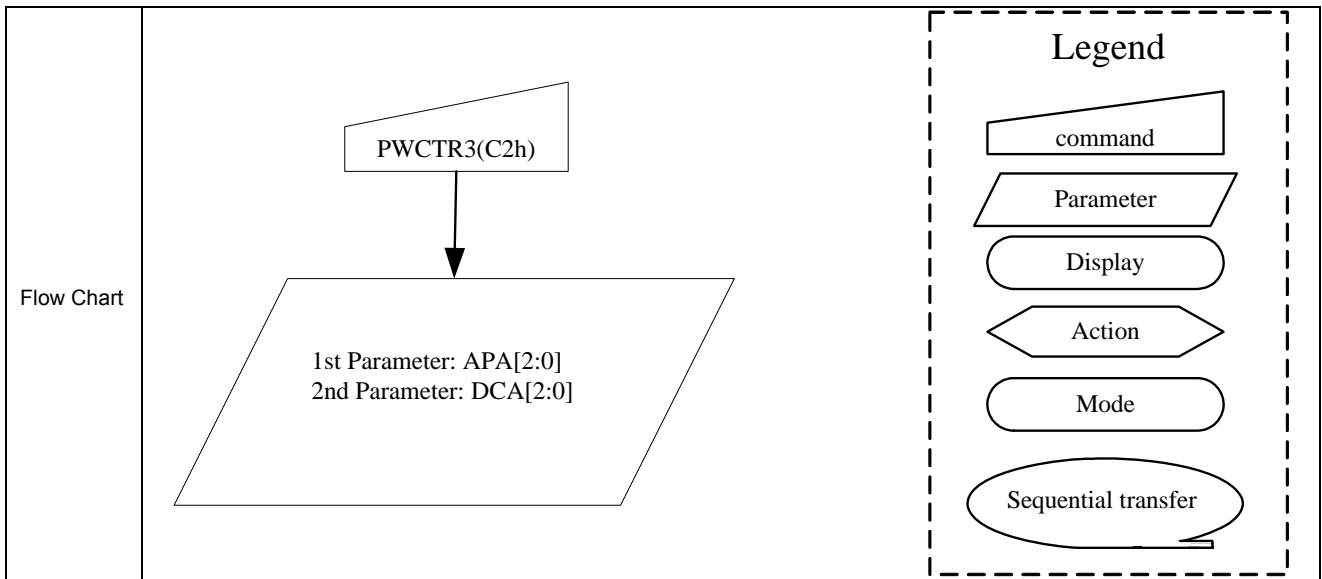 Flow Chart
PWCTR3(C2h)
1st Parameter: APA[2:0]
2nd Parameter: DCA[2:0]
Legend
command
Parameter
Display
Action
Mode
Sequential transfer